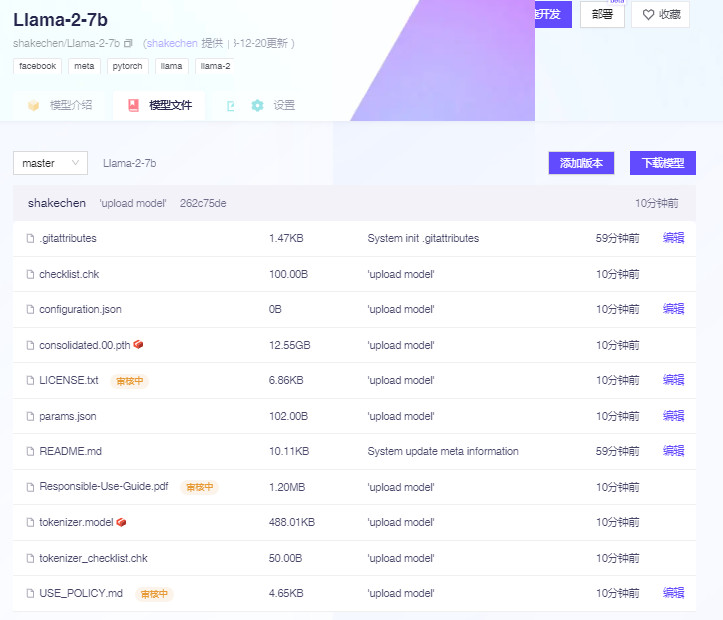 Llama-2-7b
开发 部署 beta 收藏
shakechen/Llama-2-7b (shakechen 提供 -12-20更新 )
facebook meta pytorch llama llama-2
模型介绍 模型文件 设置
master Llama-2-7b 添加版本 下载模型
shakechen 'upload model' 262c75de 10分钟前
.gitattributes 1.47KB System init .gitattributes 59分钟前 编辑
checklist.chk 100.00B 'upload model' 10分钟前
configuration.json 0B 'upload model' 10分钟前 编辑
consolidated.00.pth 12.55GB 'upload model' 10分钟前
LICENSE.txt 审核中 6.86KB 'upload model' 10分钟前 编辑
params.json 102.00B 'upload model' 10分钟前 编辑
README.md 10.11KB System update meta information 59分钟前 编辑
Responsible-Use-Guide.pdf 审核中 1.20MB 'upload model' 10分钟前
tokenizer.model 488.01KB 'upload model' 10分钟前
tokenizer_checklist.chk 50.00B 'upload model' 10分钟前
USE_POLICY.md 审核中 4.65KB 'upload model' 10分钟前 编辑